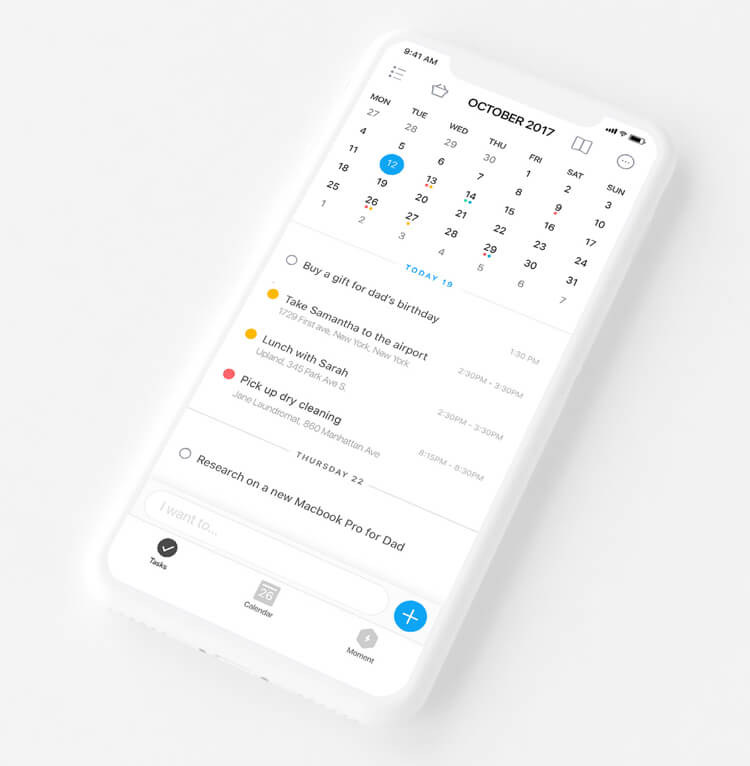 9:41 AM
OCTOBER 2017
MON TUE WED THU FRI SAT SUN
27 28 29 30 1 2 3
4 5 6 7 8 9 10
11 12 13 14 15 16 17
18 19 20 21 22 23 24
25 26 27 28 29 30 31
1 2 3 4 5 6 7
TODAY 19
Buy a gift for dad's birthday
1:30 PM
Take Samantha to the airport
1729 First ave, New York, New York
2:30PM - 3:30PM
Lunch with Sarah
Upland, 345 Park Ave S.
2:30PM - 3:30PM
Pick up dry cleaning
Jane Laundromat, 860 Manhattan Ave
8:15PM - 8:30PM
THURSDAY 22
Research on a new Macbook Pro for Dad
I want to...
Tasks
26
Calendar
Moment